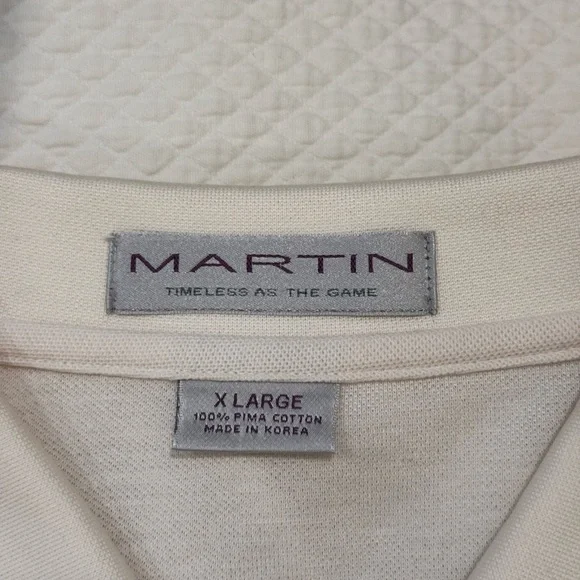 MARTIN
TIMELESS AS THE GAME
X LARGE
100% PIMA COTTON
MADE IN KOREA